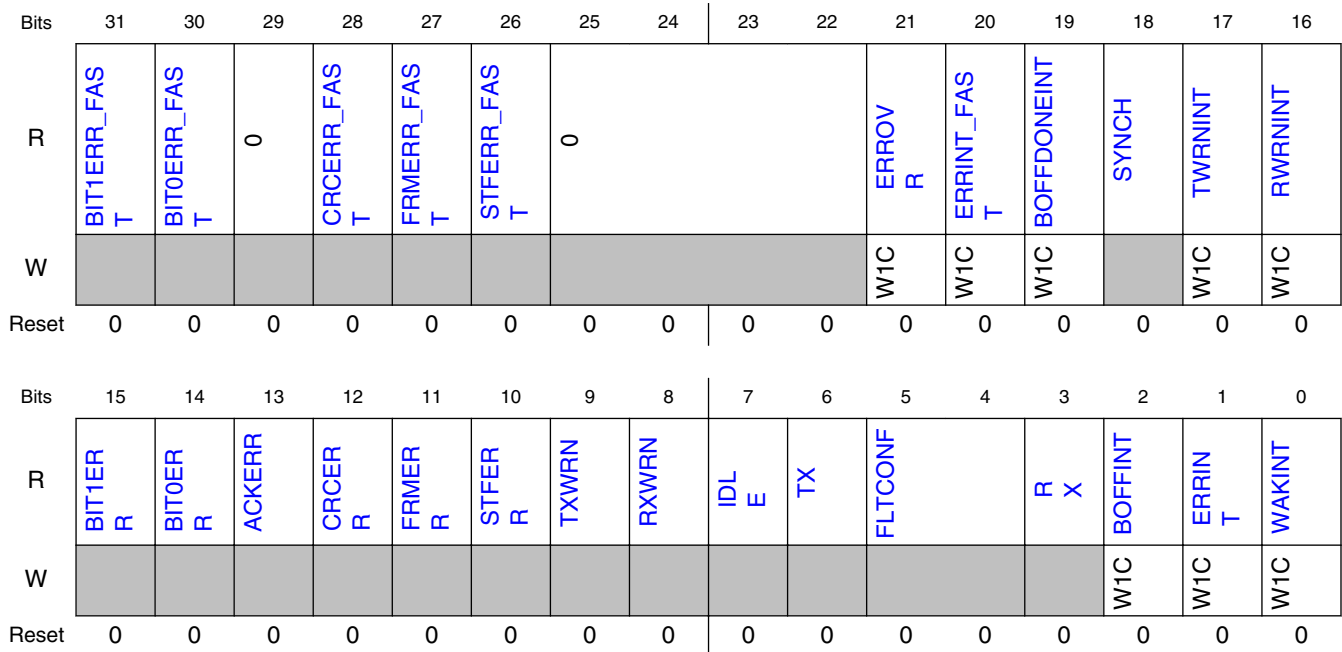 Bits 31 30 29 28 27 26 25 24 23 22 21 20 19 18 17 16
R BIT1ERR_FAS 
T BIT0ERR_FAS 
T 0 CRCERR_FAS 
T FRMERR_FAS 
T STFERR_FAS 
T 0 ERROV 
R ERRINT_FAS 
T BOFFDONEINT SYNCH TWRNINT RWRNINT
W W1C W1C W1C W1C W1C
Reset 0 0 0 0 0 0 0 0 0 0 0 0 0 0 0 0
Bits 15 14 13 12 11 10 9 8 7 6 5 4 3 2 1 0
R BIT1ER 
R BIT0ER 
R ACKERR CRCER 
R FRMER 
R STFER 
R TXWRN RXWRN IDL 
E TX FLTCONF R 
X BOFFINT ERRIN 
T WAKINT
W W1C W1C W1C
Reset 0 0 0 0 0 0 0 0 0 0 0 0 0 0 0 0